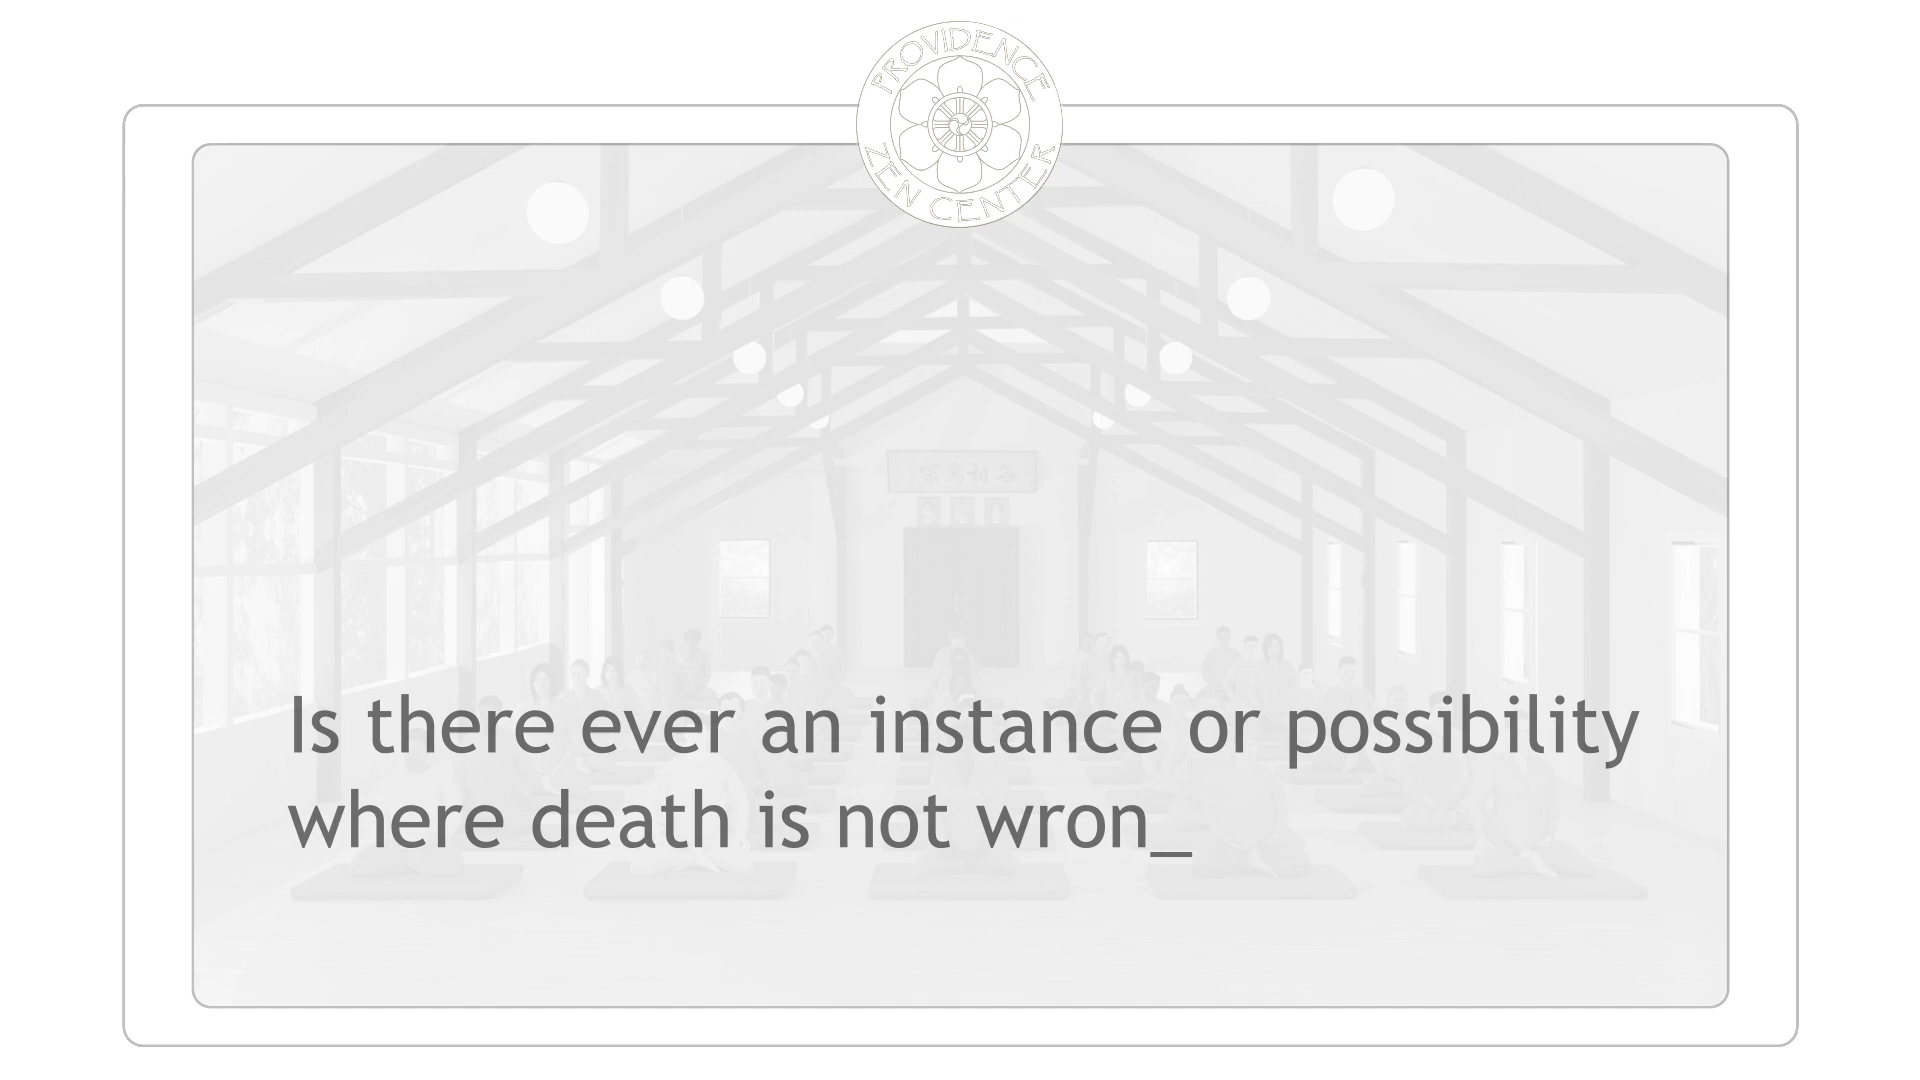 PROVIDENCE
ZEN CENTER
Is there ever an instance or possibility
where death is not wron_